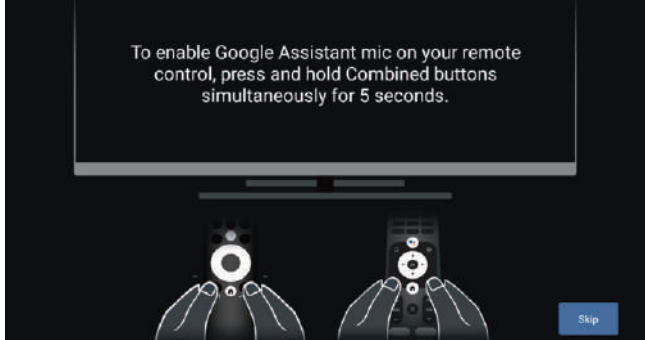 To enable Google Assistant mic on your remote
control, press and hold Combined buttons
simultaneously for 5 seconds.
Skip